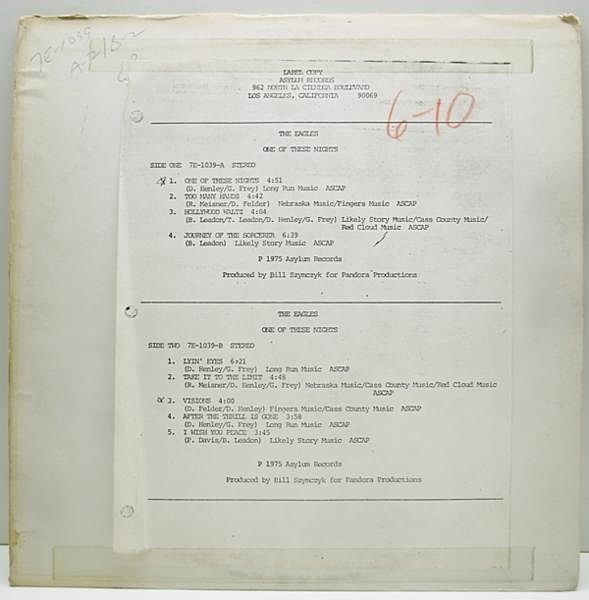 7E-1039
A-2/B-2
LABEL COPY
ASYLUM RECORDS
962 NORTH LA CIENEGA BOULEVARD
LOS ANGELES, CALIFORNIA 90069
6-10
THE EAGLES
ONE OF THESE NIGHTS
SIDE ONE 7E-1039-A STEREO
1. ONE OF THESE NIGHTS 4:51
(D. Henley/G. Frey) Long Run Music ASCAP
2. TOO MANY HANDS 4:42
(R. Meisner/D. Felder) Nebraska Music/Fingers Music ASCAP
3. HOLLYWOOD WALTZ 4:04
(B. Leadon/T. Leadon/D. Henley/G. Frey) Likely Story Music/Cass County Music/
Red Cloud Music ASCAP
4. JOURNEY OF THE SORCERER 6:39
(B. Leadon) Likely Story Music ASCAP
P 1975 Asylum Records
Produced by Bill Szymczyk for Pandora Productions
THE EAGLES
ONE OF THESE NIGHTS
SIDE TWO 7E-1039-B STEREO
1. LYIN' EYES 6:21
(D. Henley/G. Frey) Long Run Music ASCAP
2. TAKE IT TO THE LIMIT 4:48
(R. Meisner/D. Henley/G. Frey) Nebraska Music/Cass County Music/Red Cloud Music
ASCAP
3. VISIONS 4:00
(D. Felder/D. Henley) Fingers Music/Cass County Music ASCAP
4. AFTER THE THRILL IS GONE 3:58
(D. Henley/G. Frey) Long Run Music ASCAP
5. I WISH YOU PEACE 3:45
(P. Davis/B. Leadon) Likely Story Music ASCAP
P 1975 Asylum Records
Produced by Bill Szymczyk for Pandora Productions